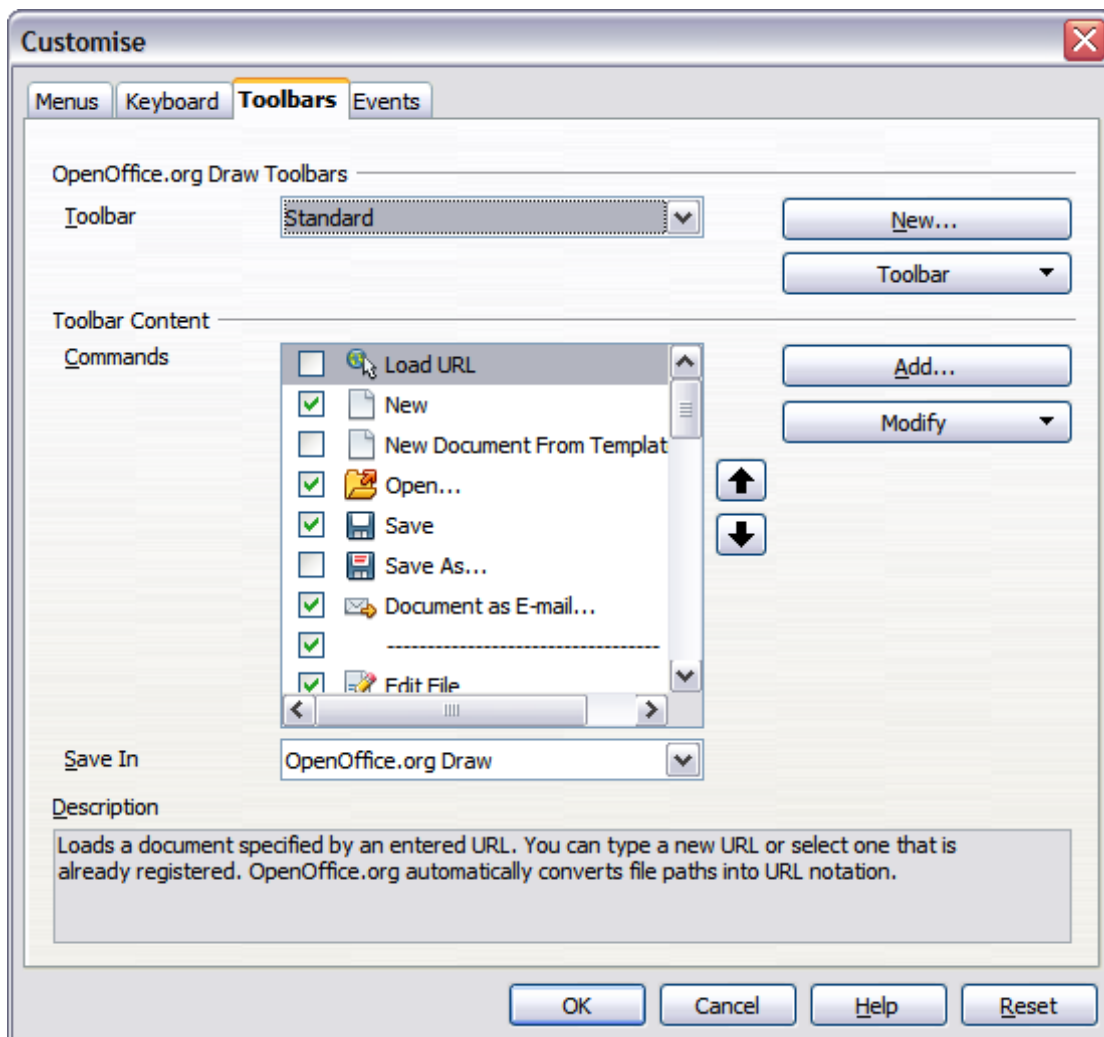 Customise
Menus Keyboard Toolbars Events
OpenOffice.org Draw Toolbars
Toolbar Standard New...
Toolbar
Toolbar Content
Commands Load URL Add...
New
Modify
New Document From Templat
Open...
Save
Save As...
Document as E-mail...
----------------------------------
Edit File
Save In OpenOffice.org Draw
Description
Loads a document specified by an entered URL. You can type a new URL or select one that is
already registered. OpenOffice.org automatically converts file paths into URL notation.
OK Cancel Help Reset